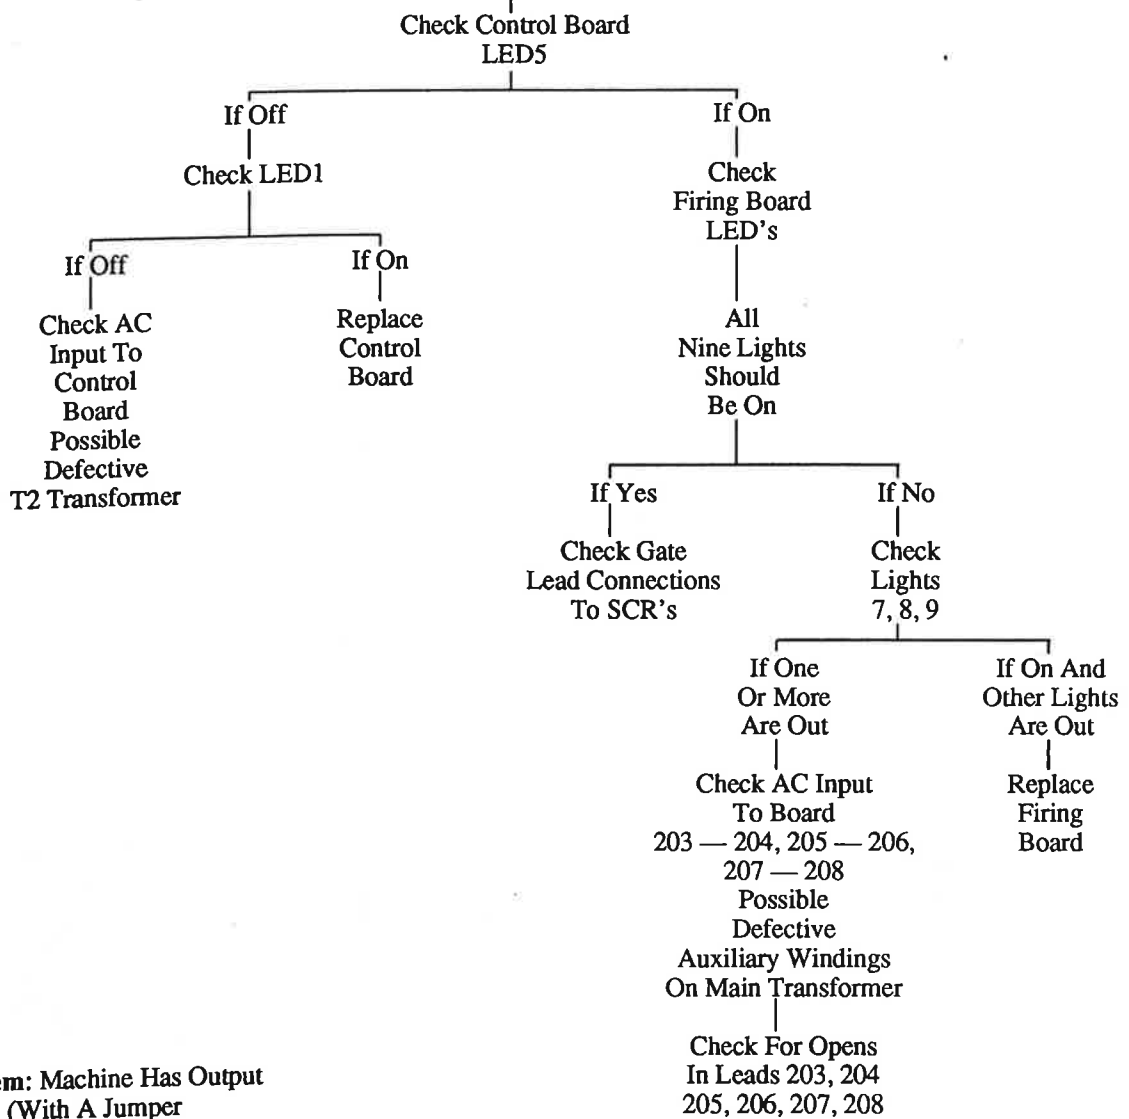 Check Control Board
LED5
If Off
If On
Check LED1
Check
Firing Board
LED's
If Off
If On
Check AC
Input To
Control
Board
Possible
Defective
T2 Transformer
Replace
Control
Board
All
Nine Lights
Should
Be On
If Yes
If No
Check Gate
Lead Connections
To SCR's
Check
Lights
7, 8, 9
If One
Or More
Are Out
If On And
Other Lights
Are Out
Check AC Input
To Board
203 — 204, 205 — 206,
207 — 208
Possible
Defective
Auxiliary Windings
On Main Transformer
Replace
Firing
Board
Check For Opens
In Leads 203, 204
205, 206, 207, 208
em: Machine Has Output
(With A Jumper